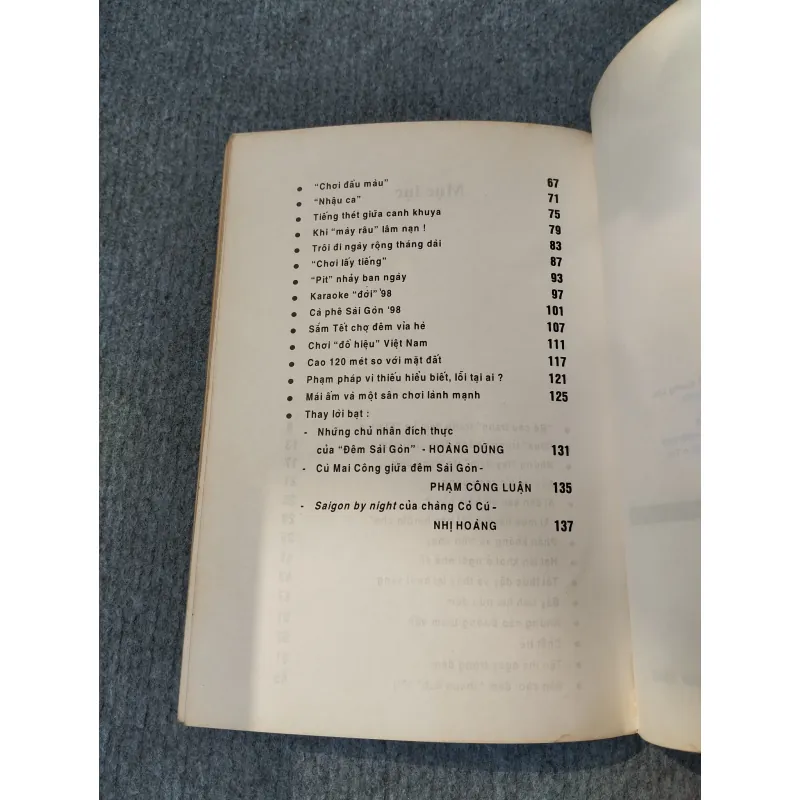 • "Chơi đấu máu" 67
• "Nhậu ca" 71
• Tiếng thét giữa canh khuya 75
• Khi "máy râu" lâm nạn ! 79
• Trôi đi ngày rộng tháng dài 83
• "Chơi lấy tiếng" 87
• "Pít" nhảy ban ngày 93
• Karaoke "đời" '98 97
• Cà phê Sài Gòn '98 101
• Sắm Tết chợ đêm vỉa hè 107
• Chơi "đồ hiệu" Việt Nam 111
• Cao 120 mét so với mặt đất 117
• Phạm pháp vì thiếu hiểu biết, lỗi tại ai ? 121
• Mái ấm và một sân chơi lành mạnh 125
• Thay lời bạt :
- Những chủ nhân đích thực
của "Đêm Sài Gòn" - HOÀNG DŨNG 131
- Cú Mai Công giữa đêm Sài Gòn-
PHẠM CÔNG LUẬN 135
- Saigon by night của chàng Cỏ Cú -
NHỊ HOÀNG 137